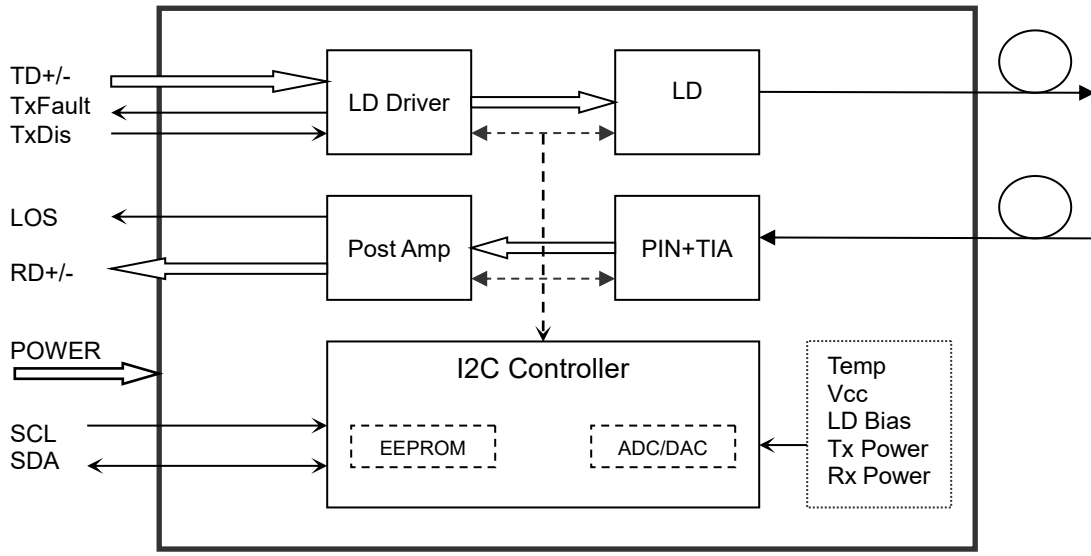 TD+/-
TxFault
TxDis
LD Driver
LD
LOS
RD+/-
Post Amp
PIN+TIA
POWER
SCL
SDA
I2C Controller
EEPROM
ADC/DAC
Temp
Vcc
LD Bias
Tx Power
Rx Power